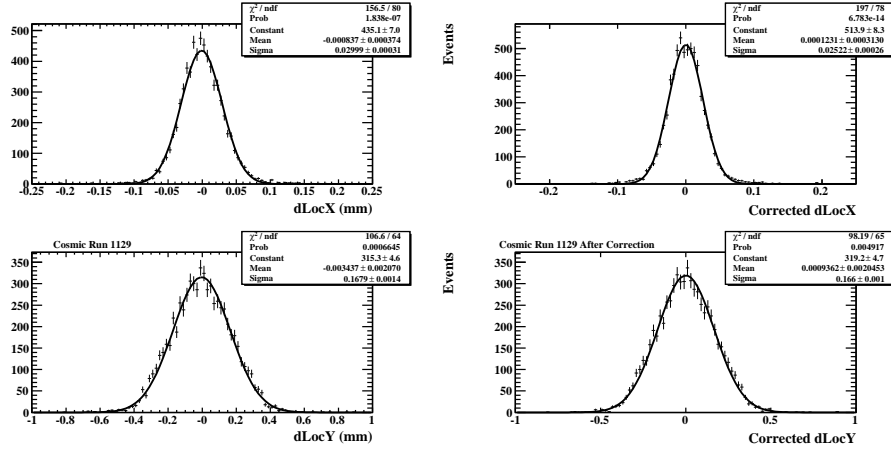 χ² / ndf 156.5 / 80
Prob 1.838e-07
Constant 435.1 ± 7.0
Mean -0.000837 ± 0.000374
Sigma 0.02999 ± 0.00031
500
400
300
200
100
0
-0.25 -0.2 -0.15 -0.1 -0.05 -0 0.05 0.1 0.15 0.2 0.25
dLocX (mm)
χ² / ndf 197 / 78
Prob 6.783e-14
Constant 513.9 ± 8.3
Mean 0.0001231 ± 0.0003130
Sigma 0.02522 ± 0.00026
Events
500
400
300
200
100
0
-0.2 -0.1 0 0.1 0.2
Corrected dLocX
Cosmic Run 1129
χ² / ndf 106.6 / 64
Prob 0.0006645
Constant 315.3 ± 4.6
Mean -0.003437 ± 0.002070
Sigma 0.1679 ± 0.0014
350
300
250
200
150
100
50
0
-1 -0.8 -0.6 -0.4 -0.2 -0 0.2 0.4 0.6 0.8 1
dLocY (mm)
Cosmic Run 1129 After Correction
χ² / ndf 98.19 / 65
Prob 0.004917
Constant 319.2 ± 4.7
Mean 0.0009362 ± 0.0020453
Sigma 0.166 ± 0.001
Events
350
300
250
200
150
100
50
0
-1 -0.5 0 0.5 1
Corrected dLocY